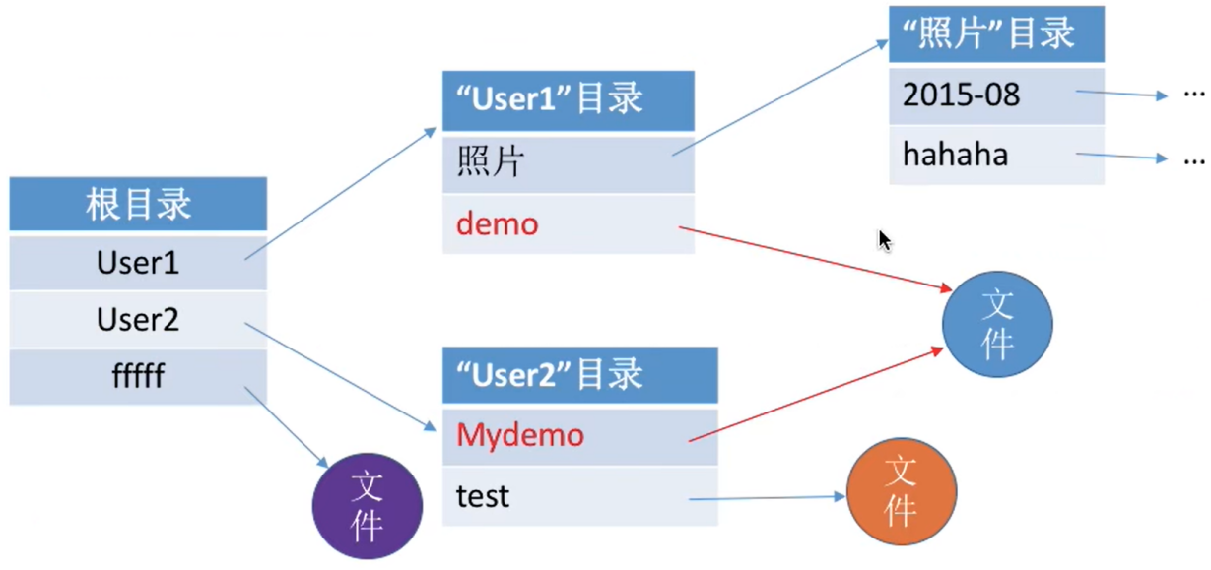 根目录
User1
User2
fffff
“User1”目录
照片
demo
“照片”目录
2015-08
...
hahaha
...
“User2”目录
Mydemo
test
文
件
文
件
文
件